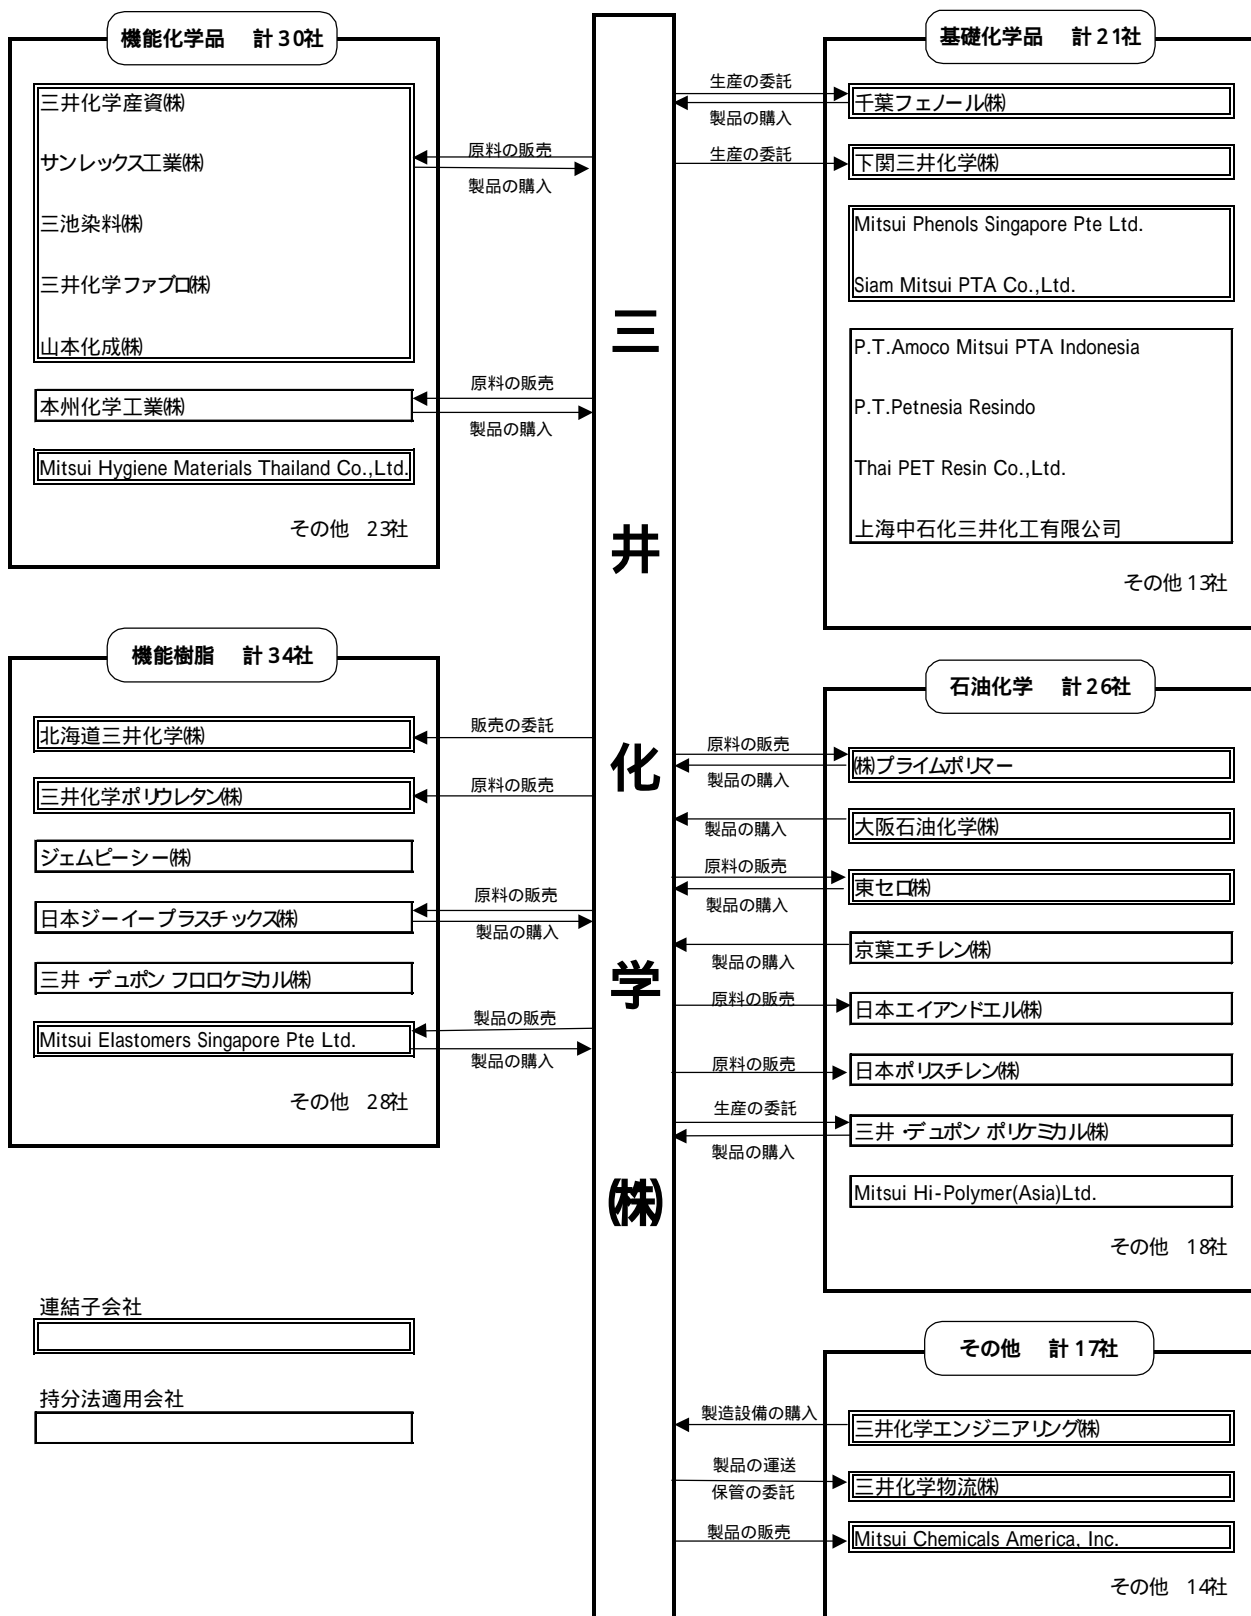 機能化学品　計 30社
三井化学産資㈱
サンレックス工業㈱
三池染料㈱
三井化学ファブロ㈱
山本化成㈱
原料の販売
製品の購入
本州化学工業㈱
原料の販売
製品の購入
Mitsui Hygiene Materials Thailand Co.,Ltd.
その他　23社
機能樹脂　計 34社
北海道三井化学㈱
販売の委託
三井化学ポリウレタン㈱
原料の販売
ジェムピーシー㈱
日本ジーイープラスチックス㈱
原料の販売
製品の購入
三井・デュポン フロロケミカル㈱
Mitsui Elastomers Singapore Pte Ltd.
製品の販売
製品の購入
その他　28社
連結子会社
持分法適用会社
三井化学㈱
基礎化学品　計 21社
生産の委託
製品の購入
千葉フェノール㈱
生産の委託
下関三井化学㈱
Mitsui Phenols Singapore Pte Ltd.
Siam Mitsui PTA Co.,Ltd.
P.T.Amoco Mitsui PTA Indonesia
P.T.Petnesia Resindo
Thai PET Resin Co.,Ltd.
上海中石化三井化工有限公司
その他 13社
石油化学　計 26社
原料の販売
製品の購入
㈱プライムポリマー
製品の購入
大阪石油化学㈱
原料の販売
製品の購入
東セロ㈱
製品の購入
京葉エチレン㈱
原料の販売
日本エイアンドエル㈱
原料の販売
日本ポリスチレン㈱
生産の委託
製品の購入
三井・デュポン ポリケミカル㈱
Mitsui Hi-Polymer(Asia)Ltd.
その他　18社
その他　計 17社
製造設備の購入
三井化学エンジニアリング㈱
製品の運送
保管の委託
三井化学物流㈱
製品の販売
Mitsui Chemicals America, Inc.
その他　14社